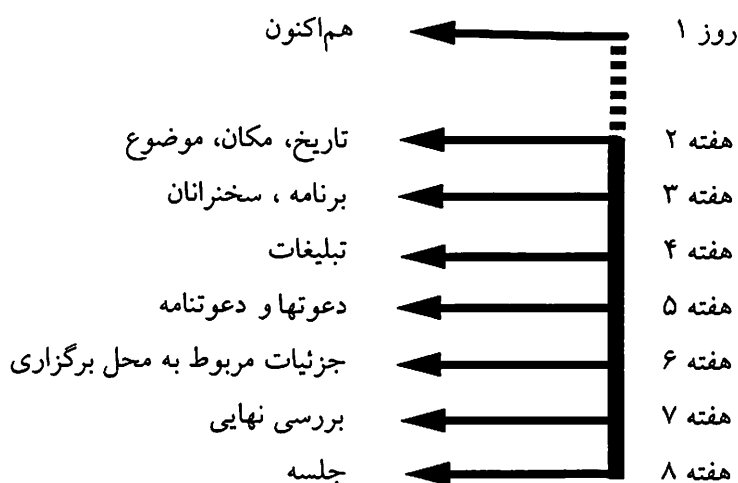 روز ۱ هم‌اکنون
هفته ۲ تاریخ، مکان، موضوع
هفته ۳ برنامه ، سخنرانان
هفته ۴ تبلیغات
هفته ۵ دعوتها و دعوتنامه
هفته ۶ جزئیات مربوط به محل برگزاری
هفته ۷ بررسی نهایی
هفته ۸ جلسه